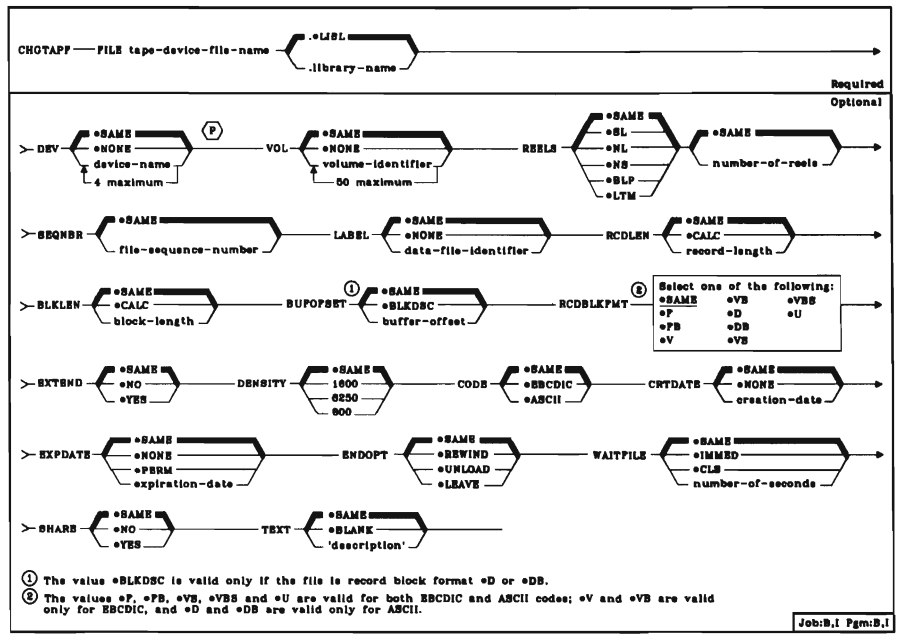 .*LIBL
CHGTAPF FILE tape-device-file-name
.library-name
Required
Optional
*SAME *SAME *SAME
DEV *NONE P VOL *NONE REELS *SL *SAME
device-name volume-identifier *NL number-of-reels
4 maximum 50 maximum *NS
*BLP
*LTM
*SAME *SAME *SAME
SEQNBR LABEL *NONE RCDLEN *CALC
file-sequence-number data-file-identifier record-length
*SAME 1 *SAME 2 Select one of the following:
BLKLEN *CALC BUFOFSET *BLKDSC RCDBLKFMT *SAME *VB *VBS
block-length buffer-offset *F *D *U
*FB *DB
*V *VS
*SAME *SAME *SAME *SAME
EXTEND *NO DENSITY 1600 CODE *EBCDIC CRTDATE *NONE
*YES 6250 *ASCII creation-date
800
*SAME *SAME *SAME
EXPDATE *NONE ENDOPT *REWIND WAITFILE *IMMED
*PERM *UNLOAD *CLS
expiration-date *LEAVE number-of-seconds
*SAME *SAME
SHARE *NO TEXT *BLANK
*YES 'description'
1 The value *BLKDSC is valid only if the file is record block format *D or *DB.
2 The values *F, *FB, *VS, *VBS and *U are valid for both EBCDIC and ASCII codes; *V and *VB are valid
only for EBCDIC, and *D and *DB are valid only for ASCII.
Job:B,I Pgm:B,I